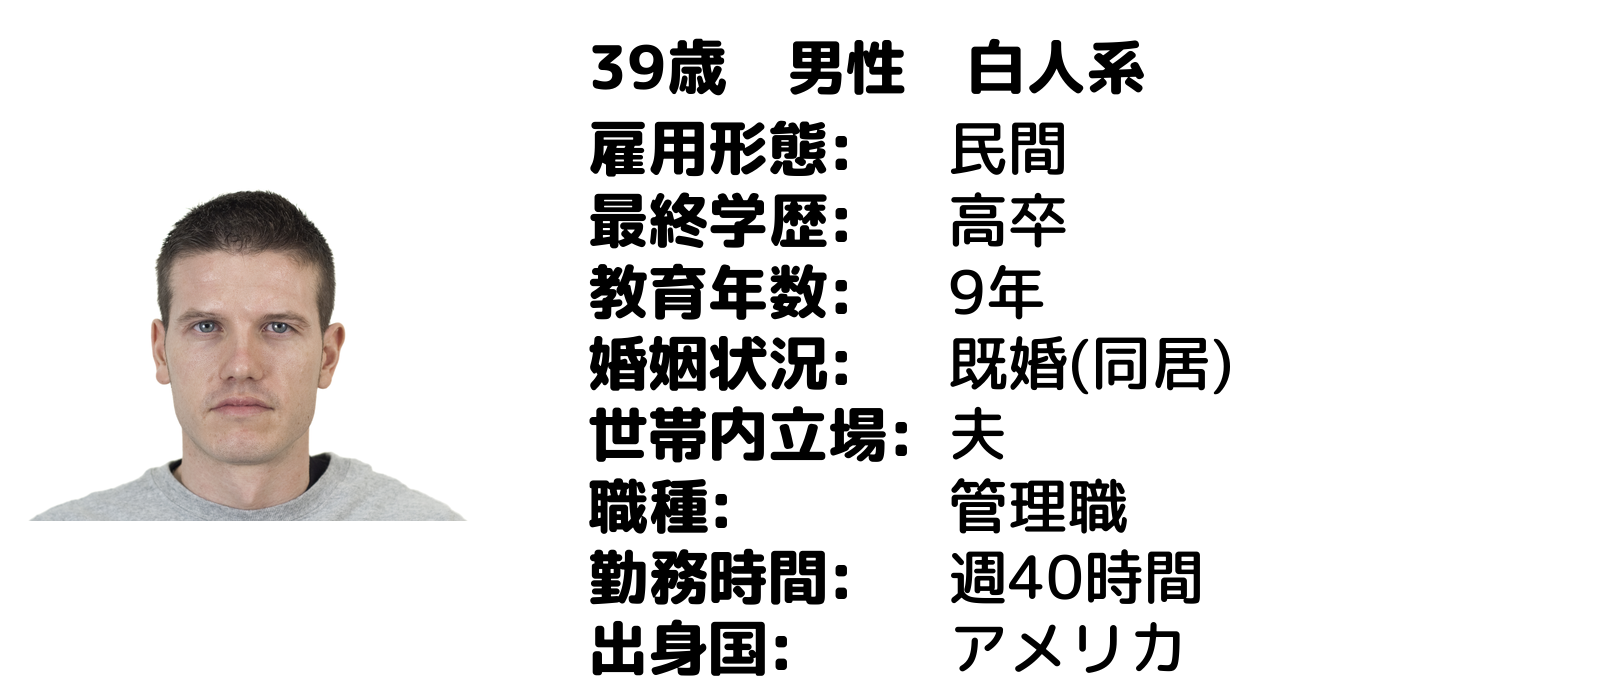 39歳　男性　白人系
雇用形態:　民間
最終学歴:　高卒
教育年数:　9年
婚姻状況:　既婚(同居)
世帯内立場:　夫
職種:　管理職
勤務時間:　週40時間
出身国:　アメリカ